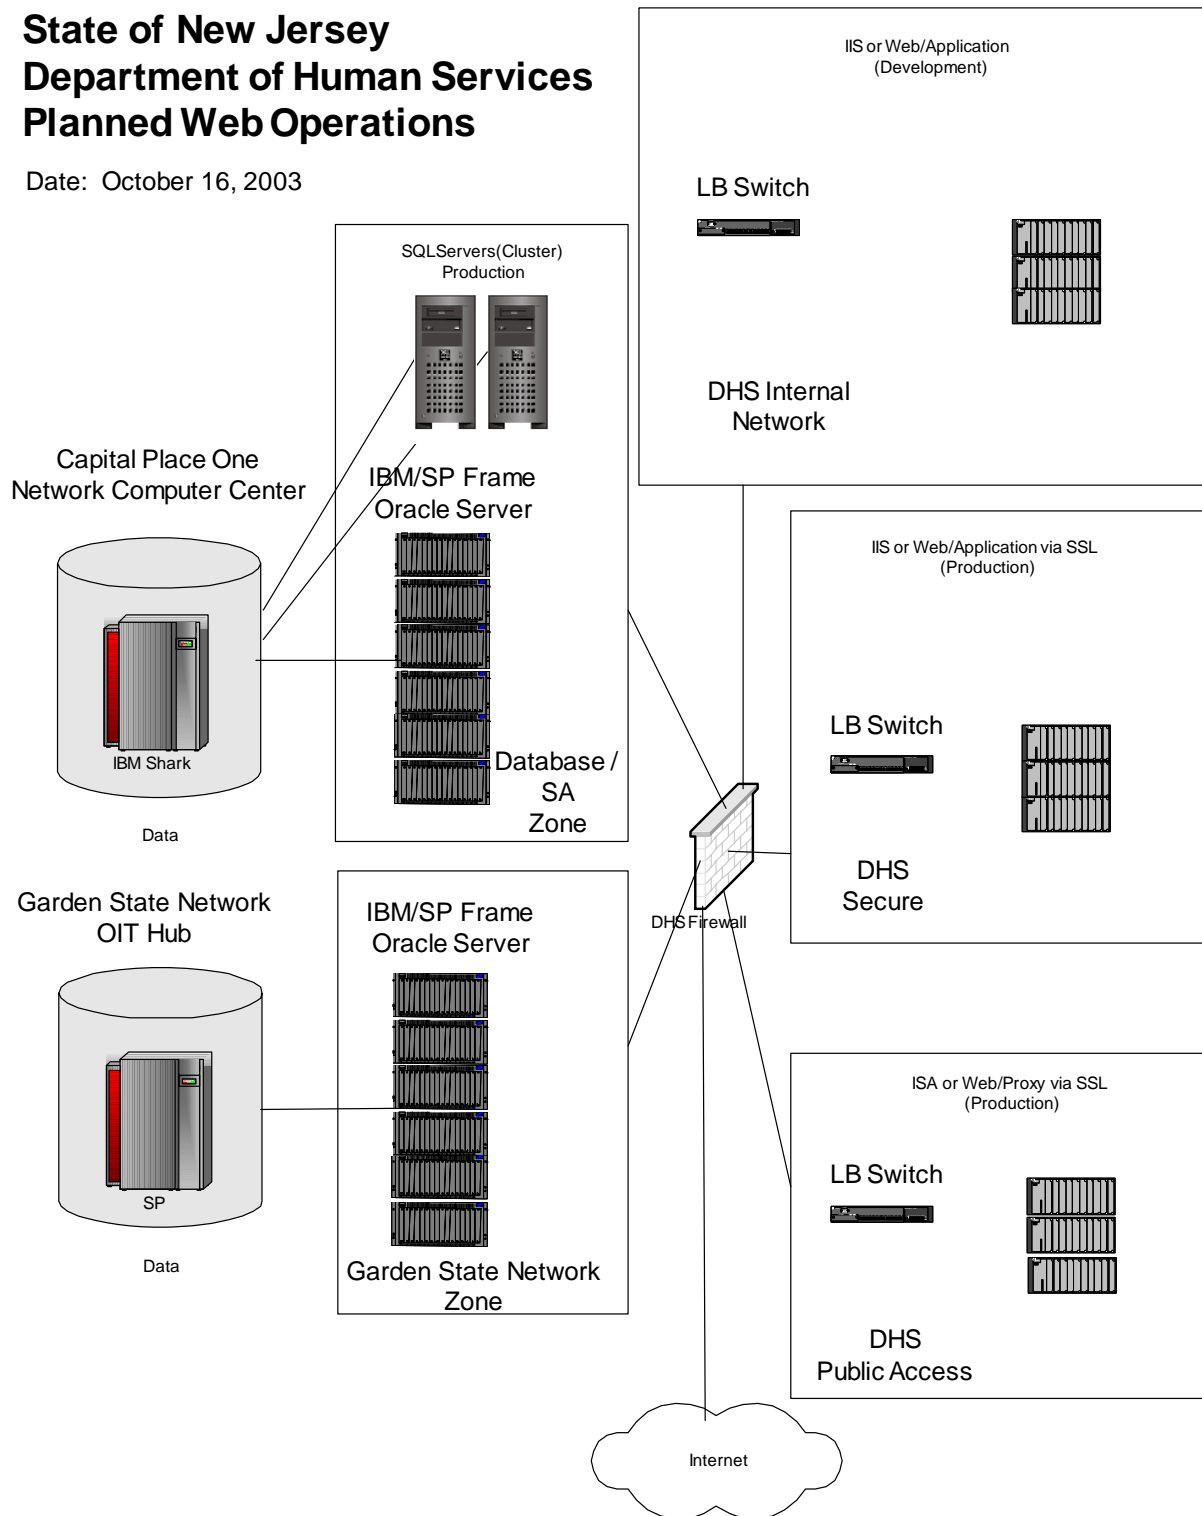 State of New Jersey
Department of Human Services
Planned Web Operations
Date: October 16, 2003
IIS or Web/Application
(Development)
LB Switch
DHS Internal
Network
SQLServers(Cluster)
Production
Capital Place One
Network Computer Center
IBM/SP Frame
Oracle Server
IBM Shark
Data
Database /
SA
Zone
IIS or Web/Application via SSL
(Production)
LB Switch
DHS
Secure
DHS Firewall
Garden State Network
OIT Hub
IBM/SP Frame
Oracle Server
SP
Data
Garden State Network
Zone
ISA or Web/Proxy via SSL
(Production)
LB Switch
DHS
Public Access
Internet